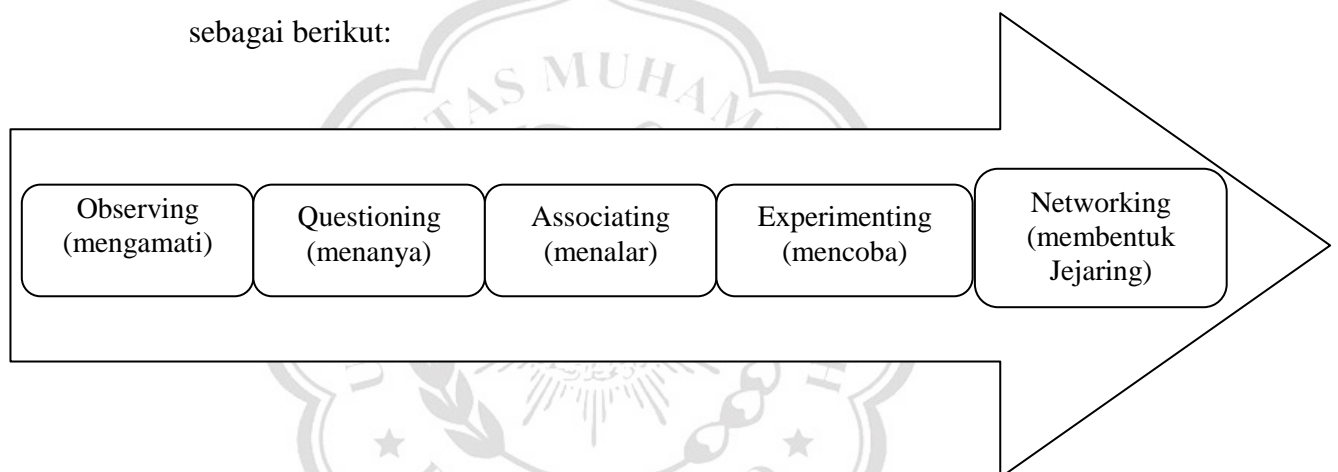 sebagai berikut:
Observing
(mengamati)
Questioning
(menanya)
Associating
(menalar)
Experimenting
(mencoba)
Networking
(membentuk
Jejaring)